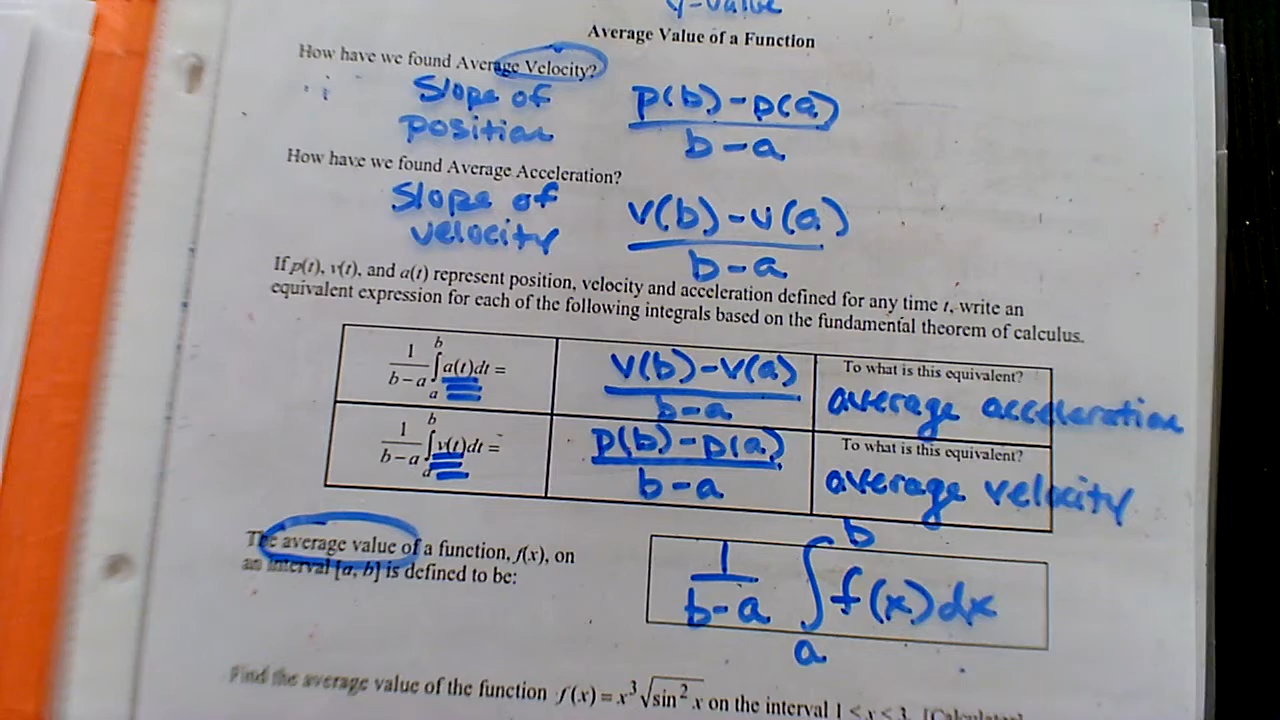 y-value
Average Value of a Function
How have we found Average Velocity?
Slope of
position
p(b) - p(a)
b - a
How have we found Average Acceleration?
Slope of
velocity
v(b) - v(a)
b - a
If p(t), v(t), and a(t) represent position, velocity and acceleration defined for any time t, write an
equivalent expression for each of the following integrals based on the fundamental theorem of calculus.
1/(b-a) ∫_a^b a(t)dt =
v(b) - v(a)
b - a
To what is this equivalent?
average acceleration
1/(b-a) ∫_a^b v(t)dt =
p(b) - p(a)
b - a
To what is this equivalent?
average velocity
The average value of a function, f(x), on
an interval [a, b] is defined to be:
1/(b-a) ∫_a^b f(x)dx
Find the average value of the function f(x) = x³√(sin² x) on the interval 1 < x < 3. [Calculator]